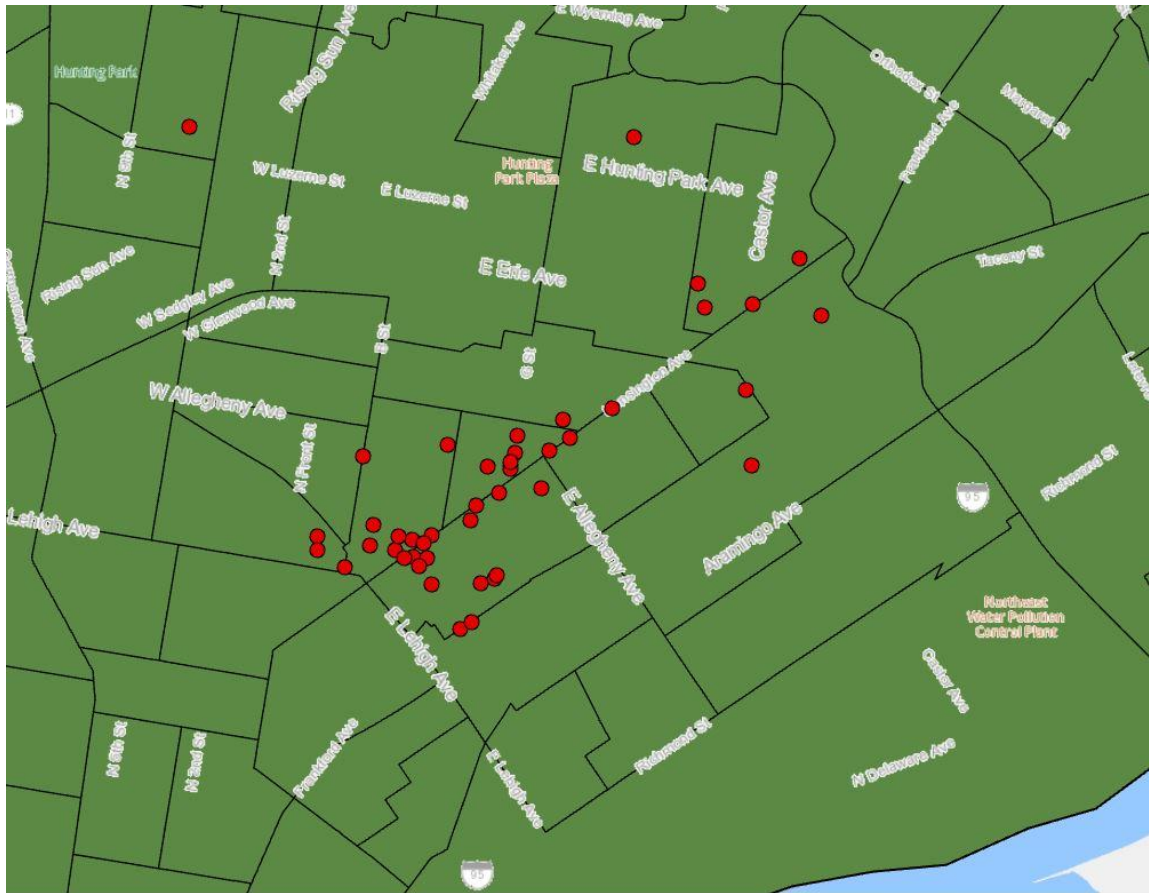 E Wyoming Ave
Rising Sun Ave
Whitaker Ave
Hunting Park
Orthodox St
Margaret St
Frankford Ave
N 5th St
W Luzerne St
E Luzerne St
Hunting
Park Plaza
E Hunting Park Ave
Castor Ave
N 2nd St
Rising Sun Ave
E Erie Ave
Tacony St
W Sedgley Ave
W Glenwood Ave
Germantown Ave
B St
G St
Kensington Ave
W Allegheny Ave
N Front St
Richmond St
95
Lehigh Ave
E Allegheny Ave
Aramingo Ave
Northeast
Water Pollution
Control Plant
E Lehigh Ave
Castor Ave
N 5th St
N 2nd St
Frankford Ave
Richmond St
E Lehigh Ave
N Delaware Ave
95